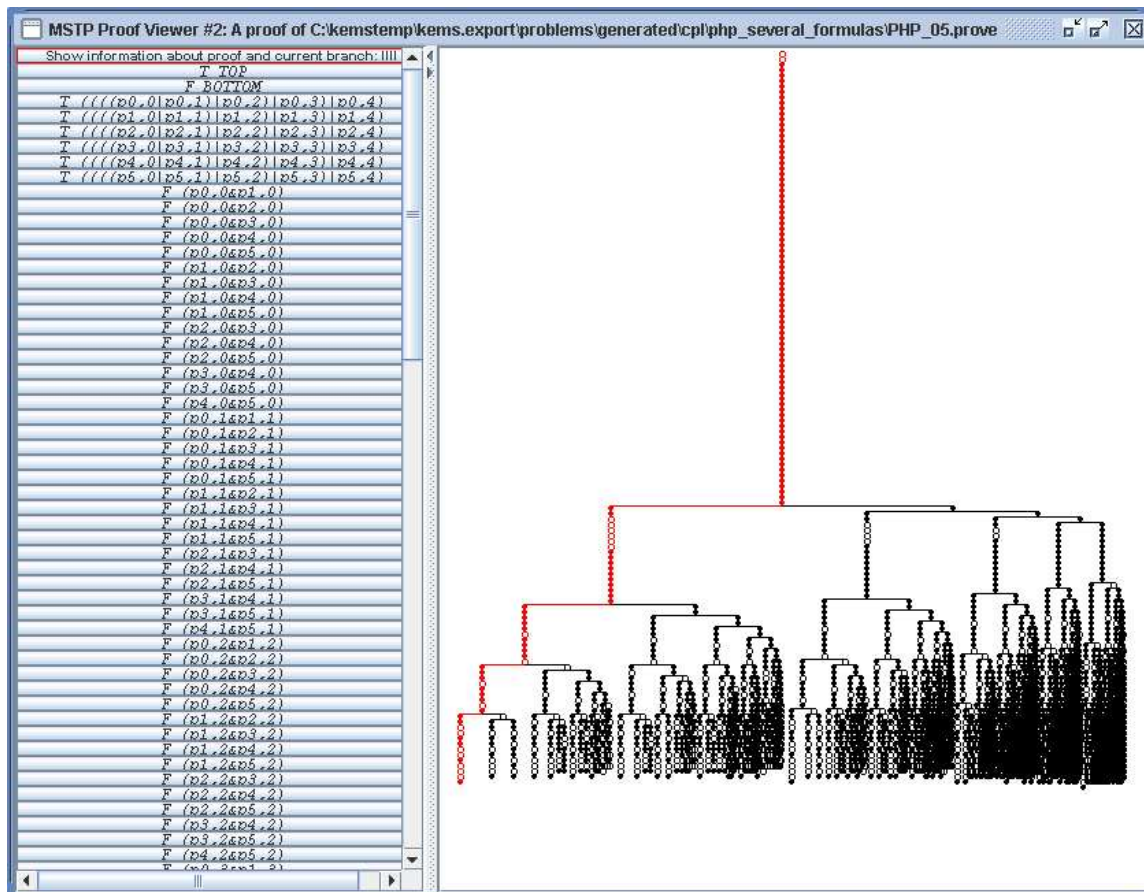 MSTP Proof Viewer #2: A proof of C:\kemstemp\kems.export\problems\generated\cpl\php_several_formulas\PHP_05.prove
Show information about proof and current branch: llll
T TOP
F BOTTOM
T ((((p0,0|p0,1)|p0,2)|p0,3)|p0,4)
T ((((p1,0|p1,1)|p1,2)|p1,3)|p1,4)
T ((((p2,0|p2,1)|p2,2)|p2,3)|p2,4)
T ((((p3,0|p3,1)|p3,2)|p3,3)|p3,4)
T ((((p4,0|p4,1)|p4,2)|p4,3)|p4,4)
T ((((p5,0|p5,1)|p5,2)|p5,3)|p5,4)
F (p0,0&p1,0)
F (p0,0&p2,0)
F (p0,0&p3,0)
F (p0,0&p4,0)
F (p0,0&p5,0)
F (p1,0&p2,0)
F (p1,0&p3,0)
F (p1,0&p4,0)
F (p1,0&p5,0)
F (p2,0&p3,0)
F (p2,0&p4,0)
F (p2,0&p5,0)
F (p3,0&p4,0)
F (p3,0&p5,0)
F (p4,0&p5,0)
F (p0,1&p1,1)
F (p0,1&p2,1)
F (p0,1&p3,1)
F (p0,1&p4,1)
F (p0,1&p5,1)
F (p1,1&p2,1)
F (p1,1&p3,1)
F (p1,1&p4,1)
F (p1,1&p5,1)
F (p2,1&p3,1)
F (p2,1&p4,1)
F (p2,1&p5,1)
F (p3,1&p4,1)
F (p3,1&p5,1)
F (p4,1&p5,1)
F (p0,2&p1,2)
F (p0,2&p2,2)
F (p0,2&p3,2)
F (p0,2&p4,2)
F (p0,2&p5,2)
F (p1,2&p2,2)
F (p1,2&p3,2)
F (p1,2&p4,2)
F (p1,2&p5,2)
F (p2,2&p3,2)
F (p2,2&p4,2)
F (p2,2&p5,2)
F (p3,2&p4,2)
F (p3,2&p5,2)
F (p4,2&p5,2)
F (p0,3&p1,3)